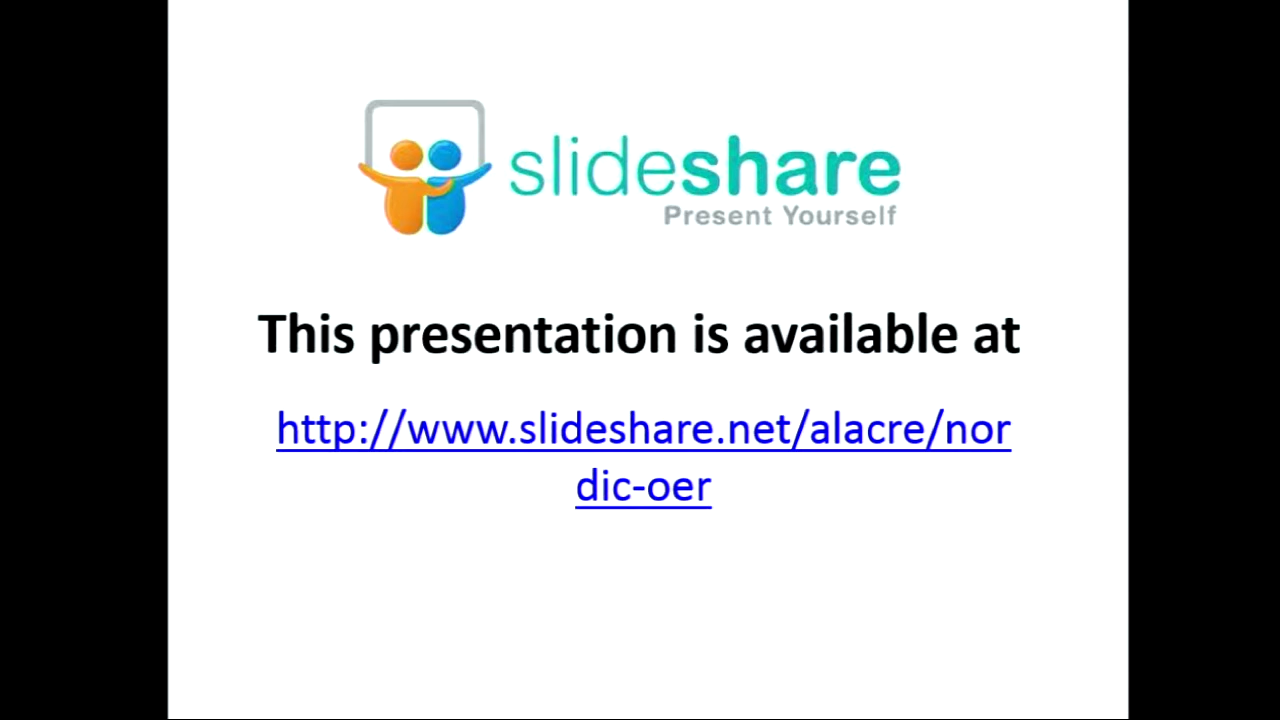 slideshare
Present Yourself
This presentation is available at
http://www.slideshare.net/alacre/nor
dic-oer